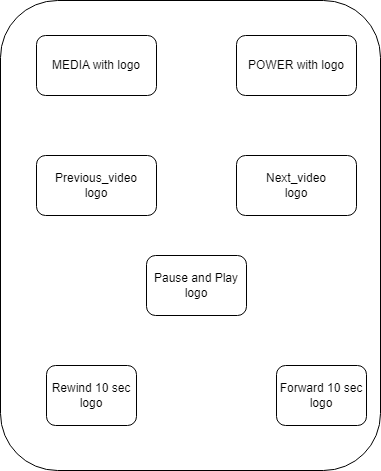 MEDIA with logo
POWER with logo
Previous_video
logo
Next_video
logo
Pause and Play
logo
Rewind 10 sec
logo
Forward 10 sec
logo